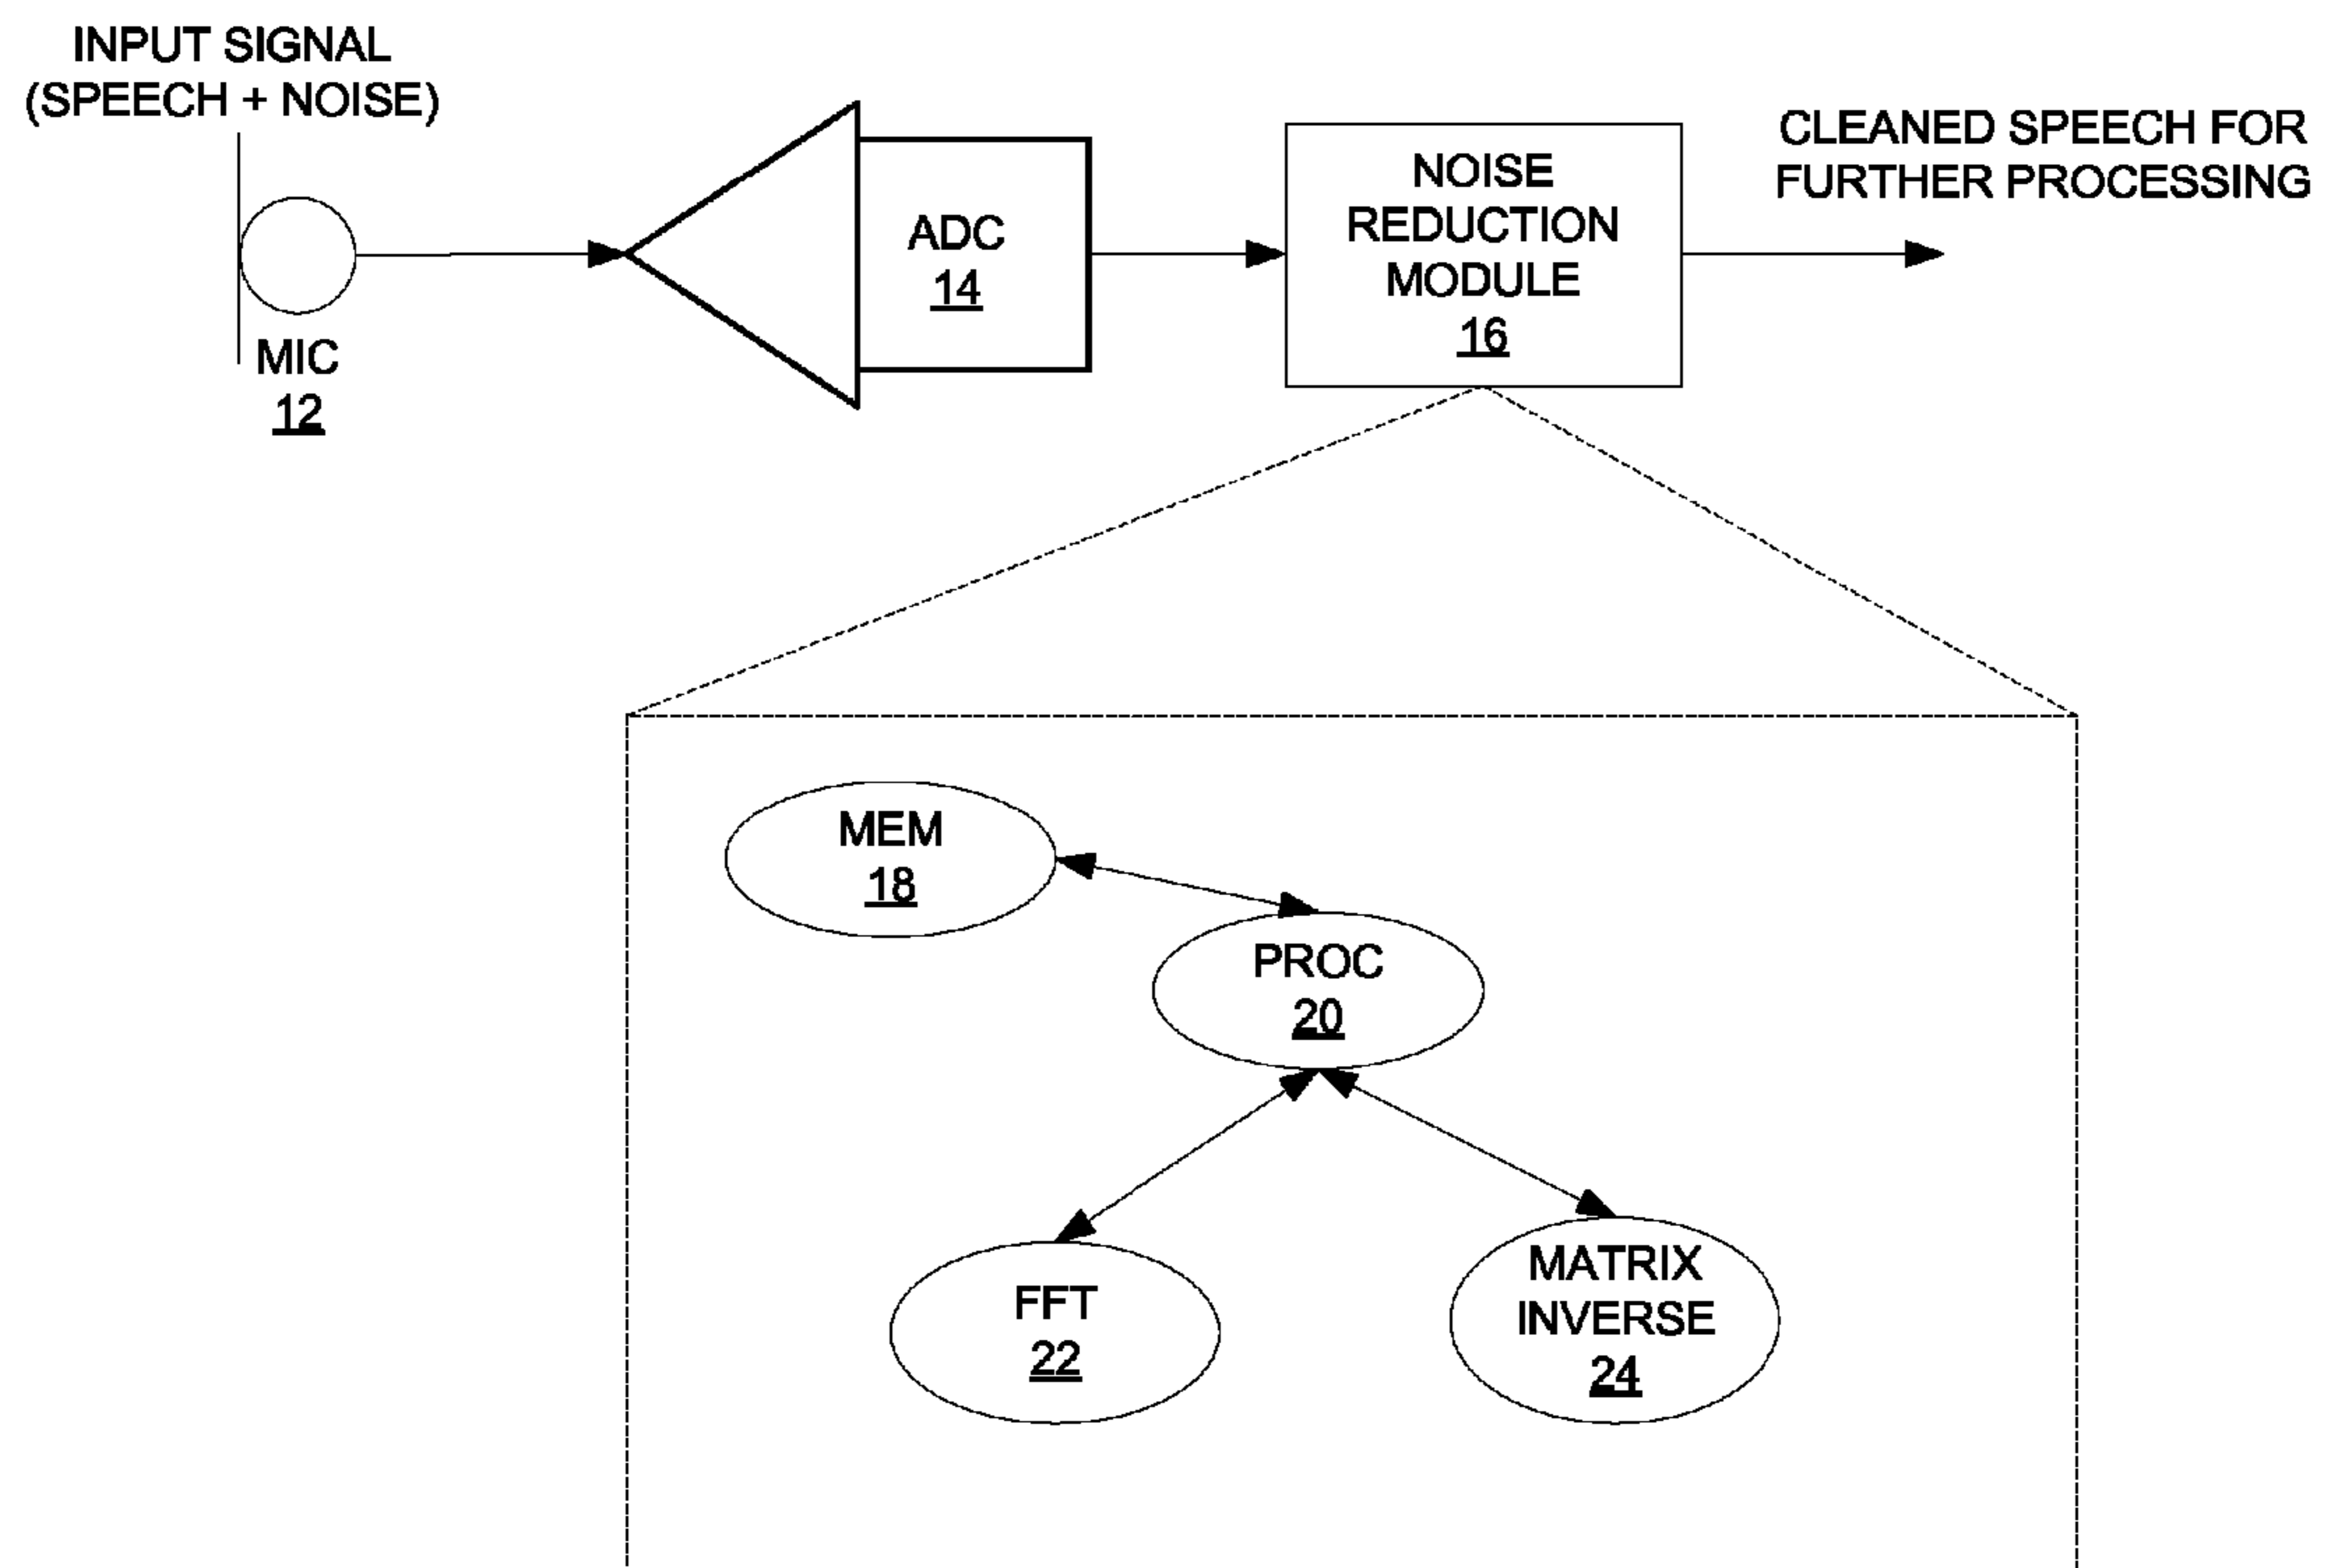 INPUT SIGNAL
(SPEECH + NOISE)
MIC
12
ADC
14
NOISE
REDUCTION
MODULE
16
CLEANED SPEECH FOR
FURTHER PROCESSING
MEM
18
PROC
20
FFT
22
MATRIX
INVERSE
24